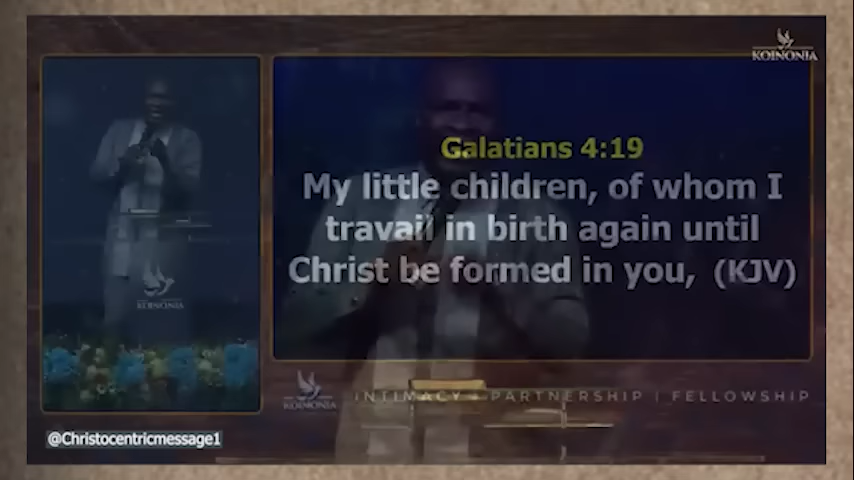 KOINONIA
Galatians 4:19
My little children, of whom I
travail in birth again until
Christ be formed in you, (KJV)
KOINONIA
KOINONIA
INTIMACY | PARTNERSHIP | FELLOWSHIP
@Christocentricmessage1